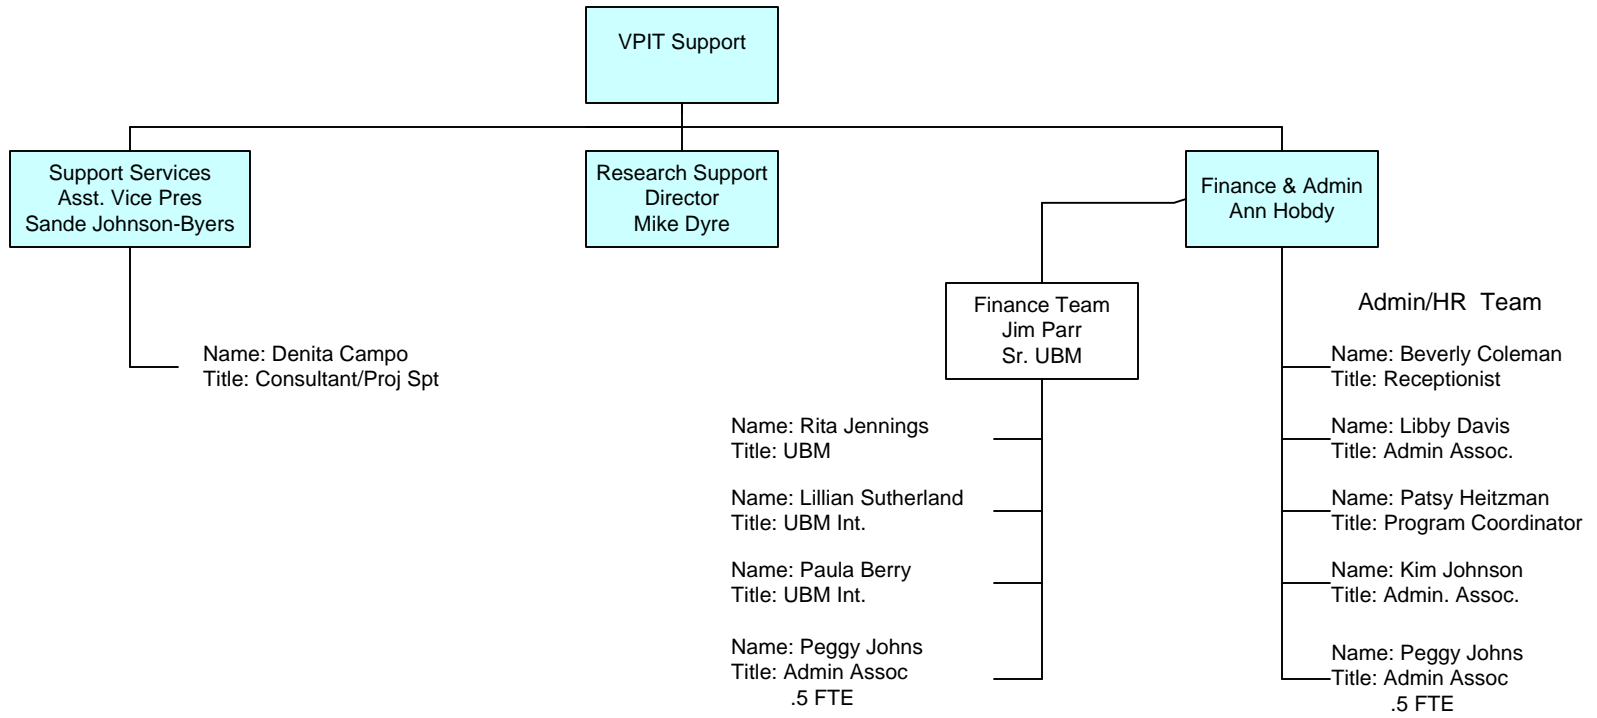 VPIT Support
Support Services
Asst. Vice Pres
Sande Johnson-Byers
Research Support
Director
Mike Dyre
Finance & Admin
Ann Hobdy
Finance Team
Jim Parr
Sr. UBM
Admin/HR  Team
Name: Denita Campo
Title: Consultant/Proj Spt
Name: Rita Jennings
Title: UBM
Name: Lillian Sutherland
Title: UBM Int.
Name: Paula Berry
Title: UBM Int.
Name: Peggy Johns
Title: Admin Assoc
.5 FTE
Name: Beverly Coleman
Title: Receptionist
Name: Libby Davis
Title: Admin Assoc.
Name: Patsy Heitzman
Title: Program Coordinator
Name: Kim Johnson
Title: Admin. Assoc.
Name: Peggy Johns
Title: Admin Assoc
.5 FTE